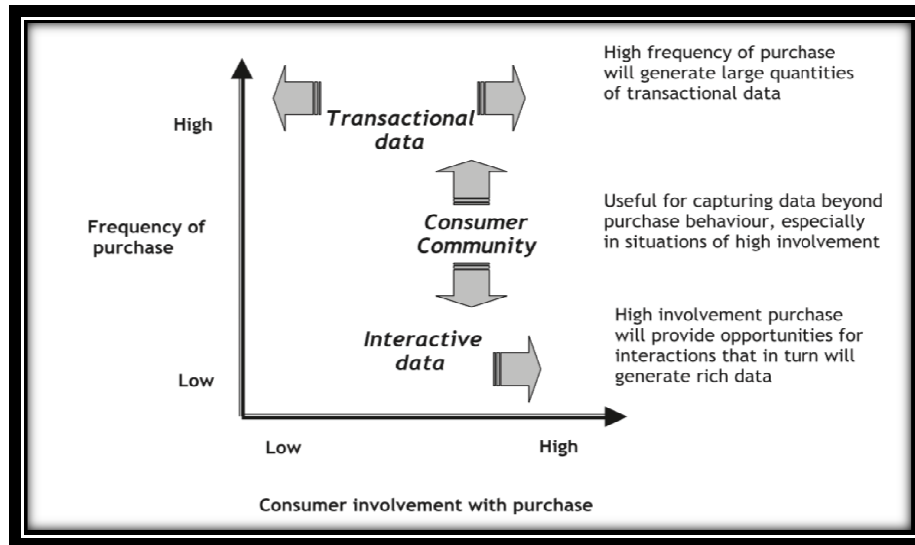 High frequency of purchase
will generate large quantities
of transactional data
High
Transactional
data
Frequency of
purchase
Consumer
Community
Useful for capturing data beyond
purchase behaviour, especially
in situations of high involvement
Interactive
data
High involvement purchase
will provide opportunities for
interactions that in turn will
generate rich data
Low
Low
High
Consumer involvement with purchase